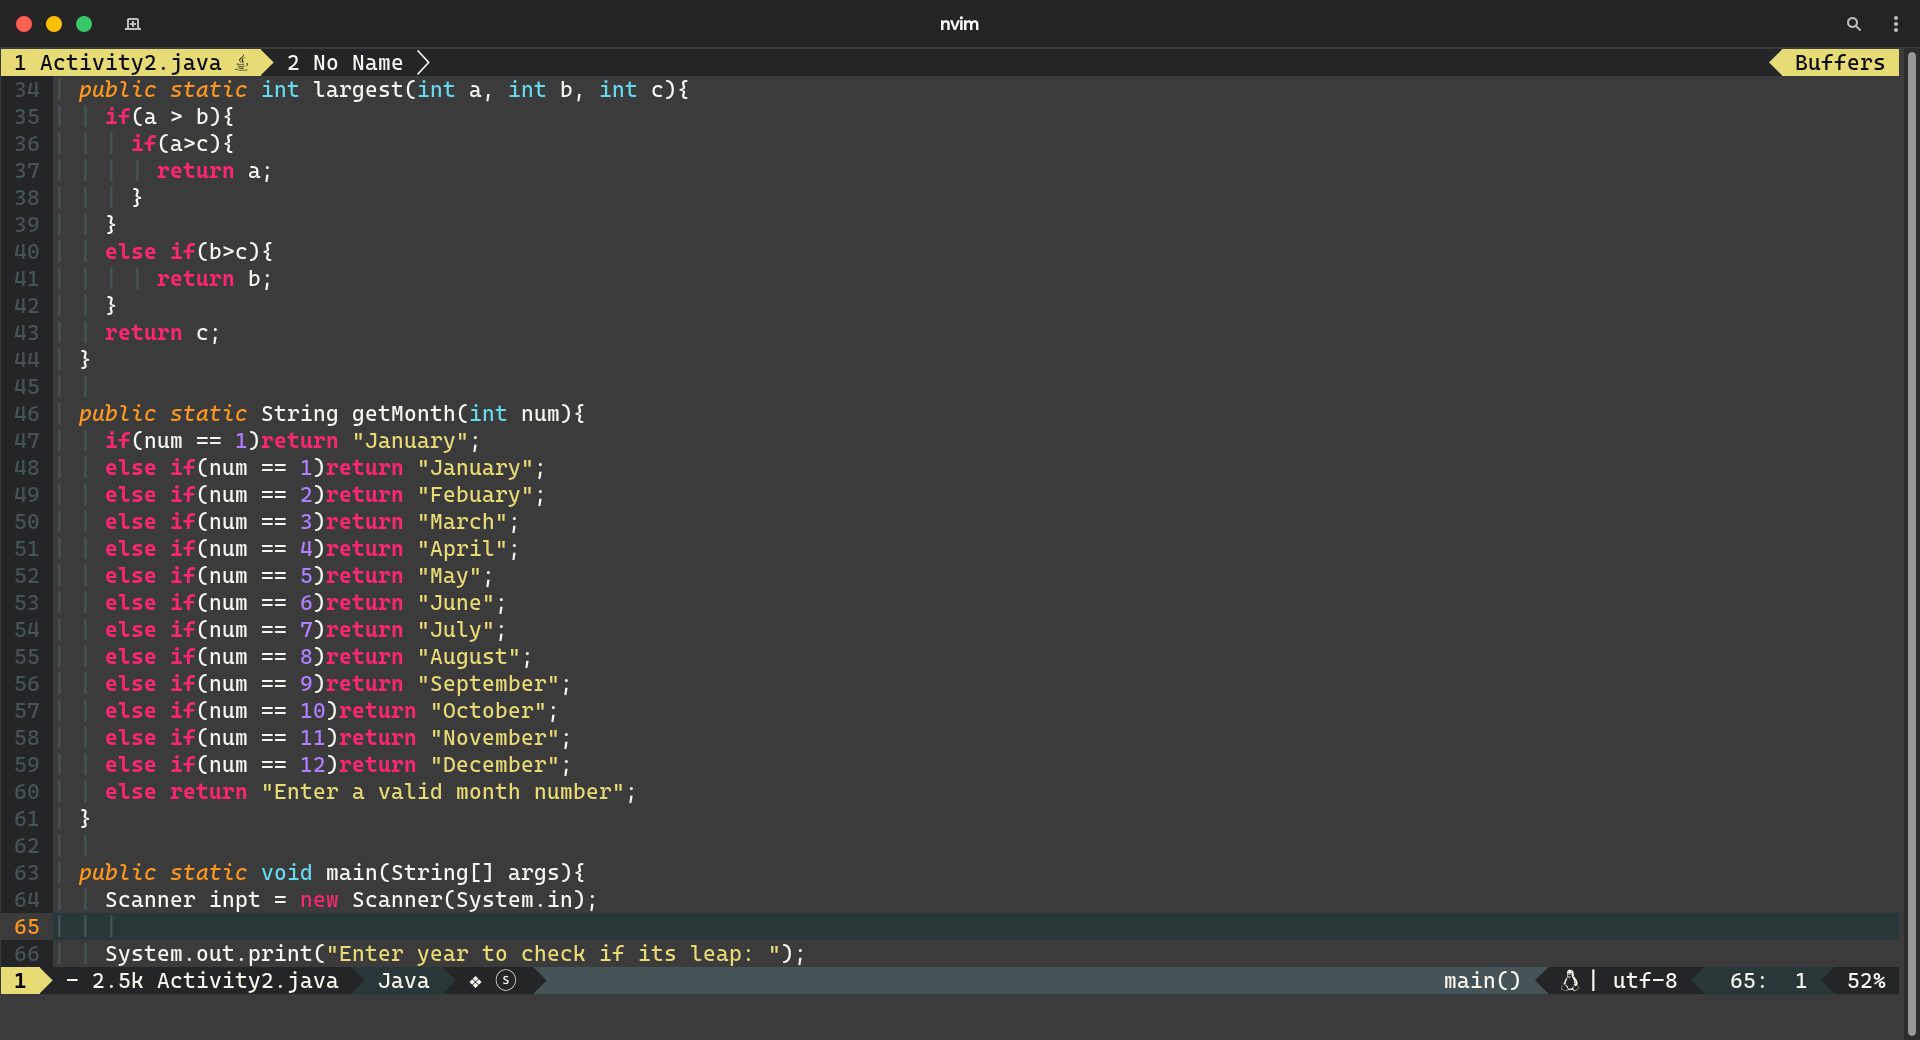 nvim
1 Activity2.java 2 No Name Buffers
34 public static int largest(int a, int b, int c){
35 if(a > b){
36 if(a>c){
37 return a;
38 }
39 }
40 else if(b>c){
41 return b;
42 }
43 return c;
44 }
45
46 public static String getMonth(int num){
47 if(num == 1)return "January";
48 else if(num == 1)return "January";
49 else if(num == 2)return "Febuary";
50 else if(num == 3)return "March";
51 else if(num == 4)return "April";
52 else if(num == 5)return "May";
53 else if(num == 6)return "June";
54 else if(num == 7)return "July";
55 else if(num == 8)return "August";
56 else if(num == 9)return "September";
57 else if(num == 10)return "October";
58 else if(num == 11)return "November";
59 else if(num == 12)return "December";
60 else return "Enter a valid month number";
61 }
62
63 public static void main(String[] args){
64 Scanner inpt = new Scanner(System.in);
65
66 System.out.print("Enter year to check if its leap: ");
1 - 2.5k Activity2.java Java ❖ Ⓢ main() | utf-8 65: 1 52%